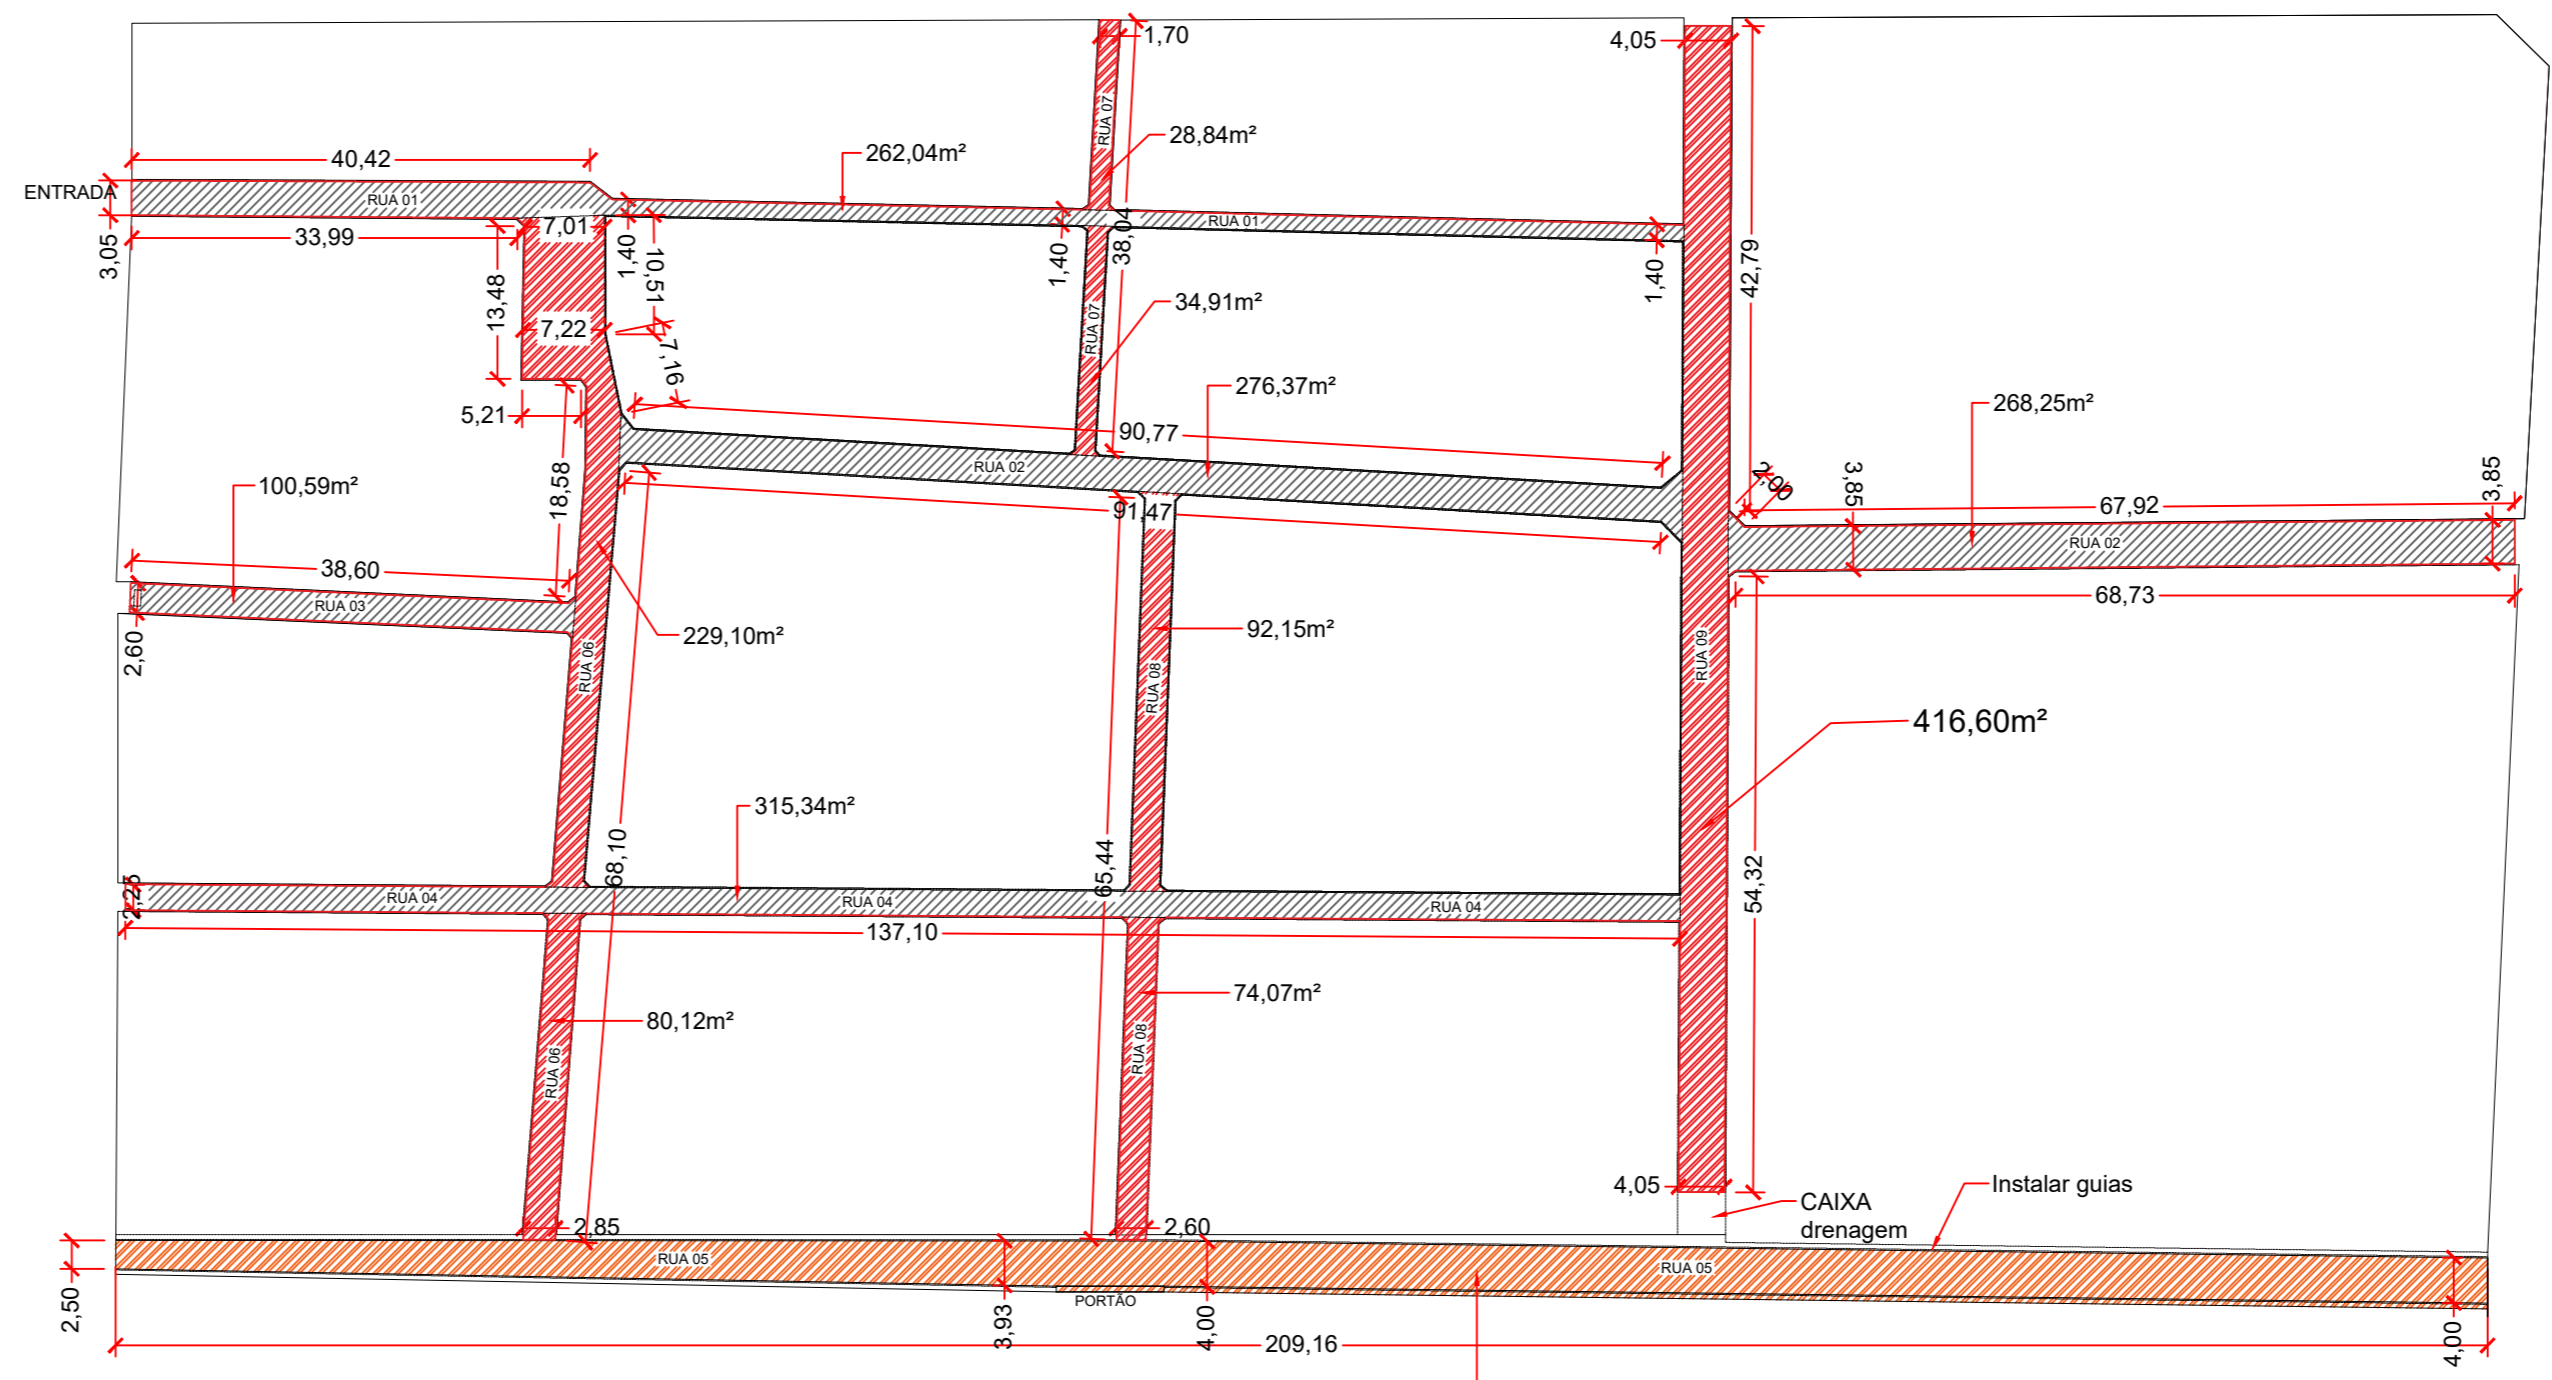 1,70
4,05
RUA 07
28,84m²
40,42
262,04m²
ENTRADA
RUA 01
RUA 01
33,99
7,01
3,05
1,40
10,51
1,40
38,04
1,40
42,79
13,48
7,22
7,16
RUA 07
34,91m²
5,21
276,37m²
268,25m²
90,77
RUA 02
18,58
100,59m²
91,47
2,00
3,85
67,92
3,85
RUA 02
38,60
RUA 03
68,73
2,60
229,10m²
RUA 06
92,15m²
RUA 08
RUA 09
416,60m²
315,34m²
68,10
65,44
54,32
2,25
RUA 04
RUA 04
RUA 04
137,10
80,12m²
74,07m²
RUA 06
RUA 08
4,05
Instalar guias
CAIXA
drenagem
2,85
2,60
RUA 05
RUA 05
2,50
PORTÃO
3,93
4,00
209,16
4,00